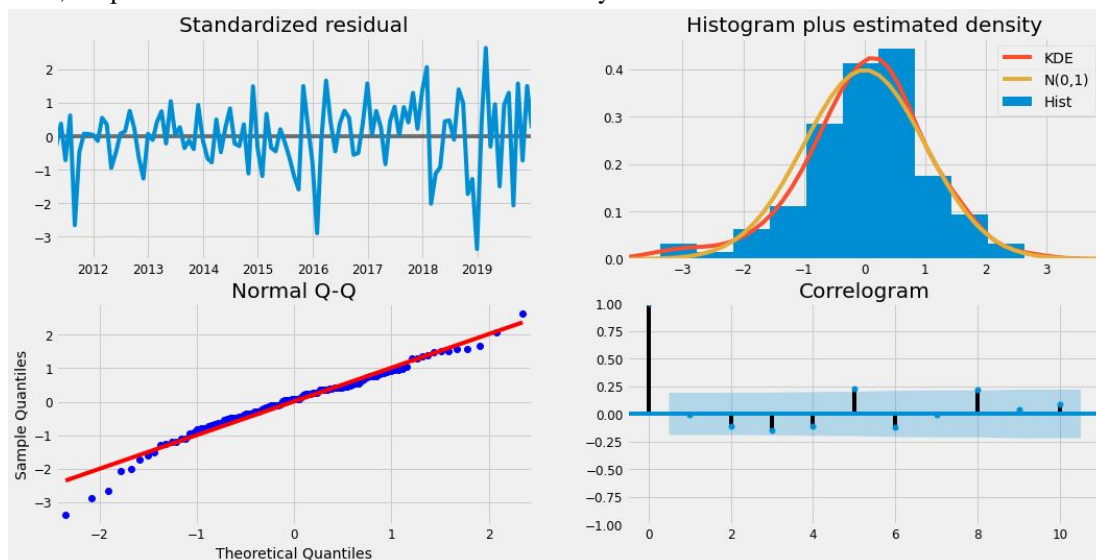 Standardized residual
2
1
0
−1
−2
−3
2012 2013 2014 2015 2016 2017 2018 2019
Histogram plus estimated density
KDE
N(0,1)
Hist
0.4
0.3
0.2
0.1
0.0
−3 −2 −1 0 1 2 3
Normal Q-Q
Sample Quantiles
2
1
0
−1
−2
−3
−2 −1 0 1 2
Theoretical Quantiles
Correlogram
1.00
0.75
0.50
0.25
0.00
−0.25
−0.50
−0.75
−1.00
0 2 4 6 8 10